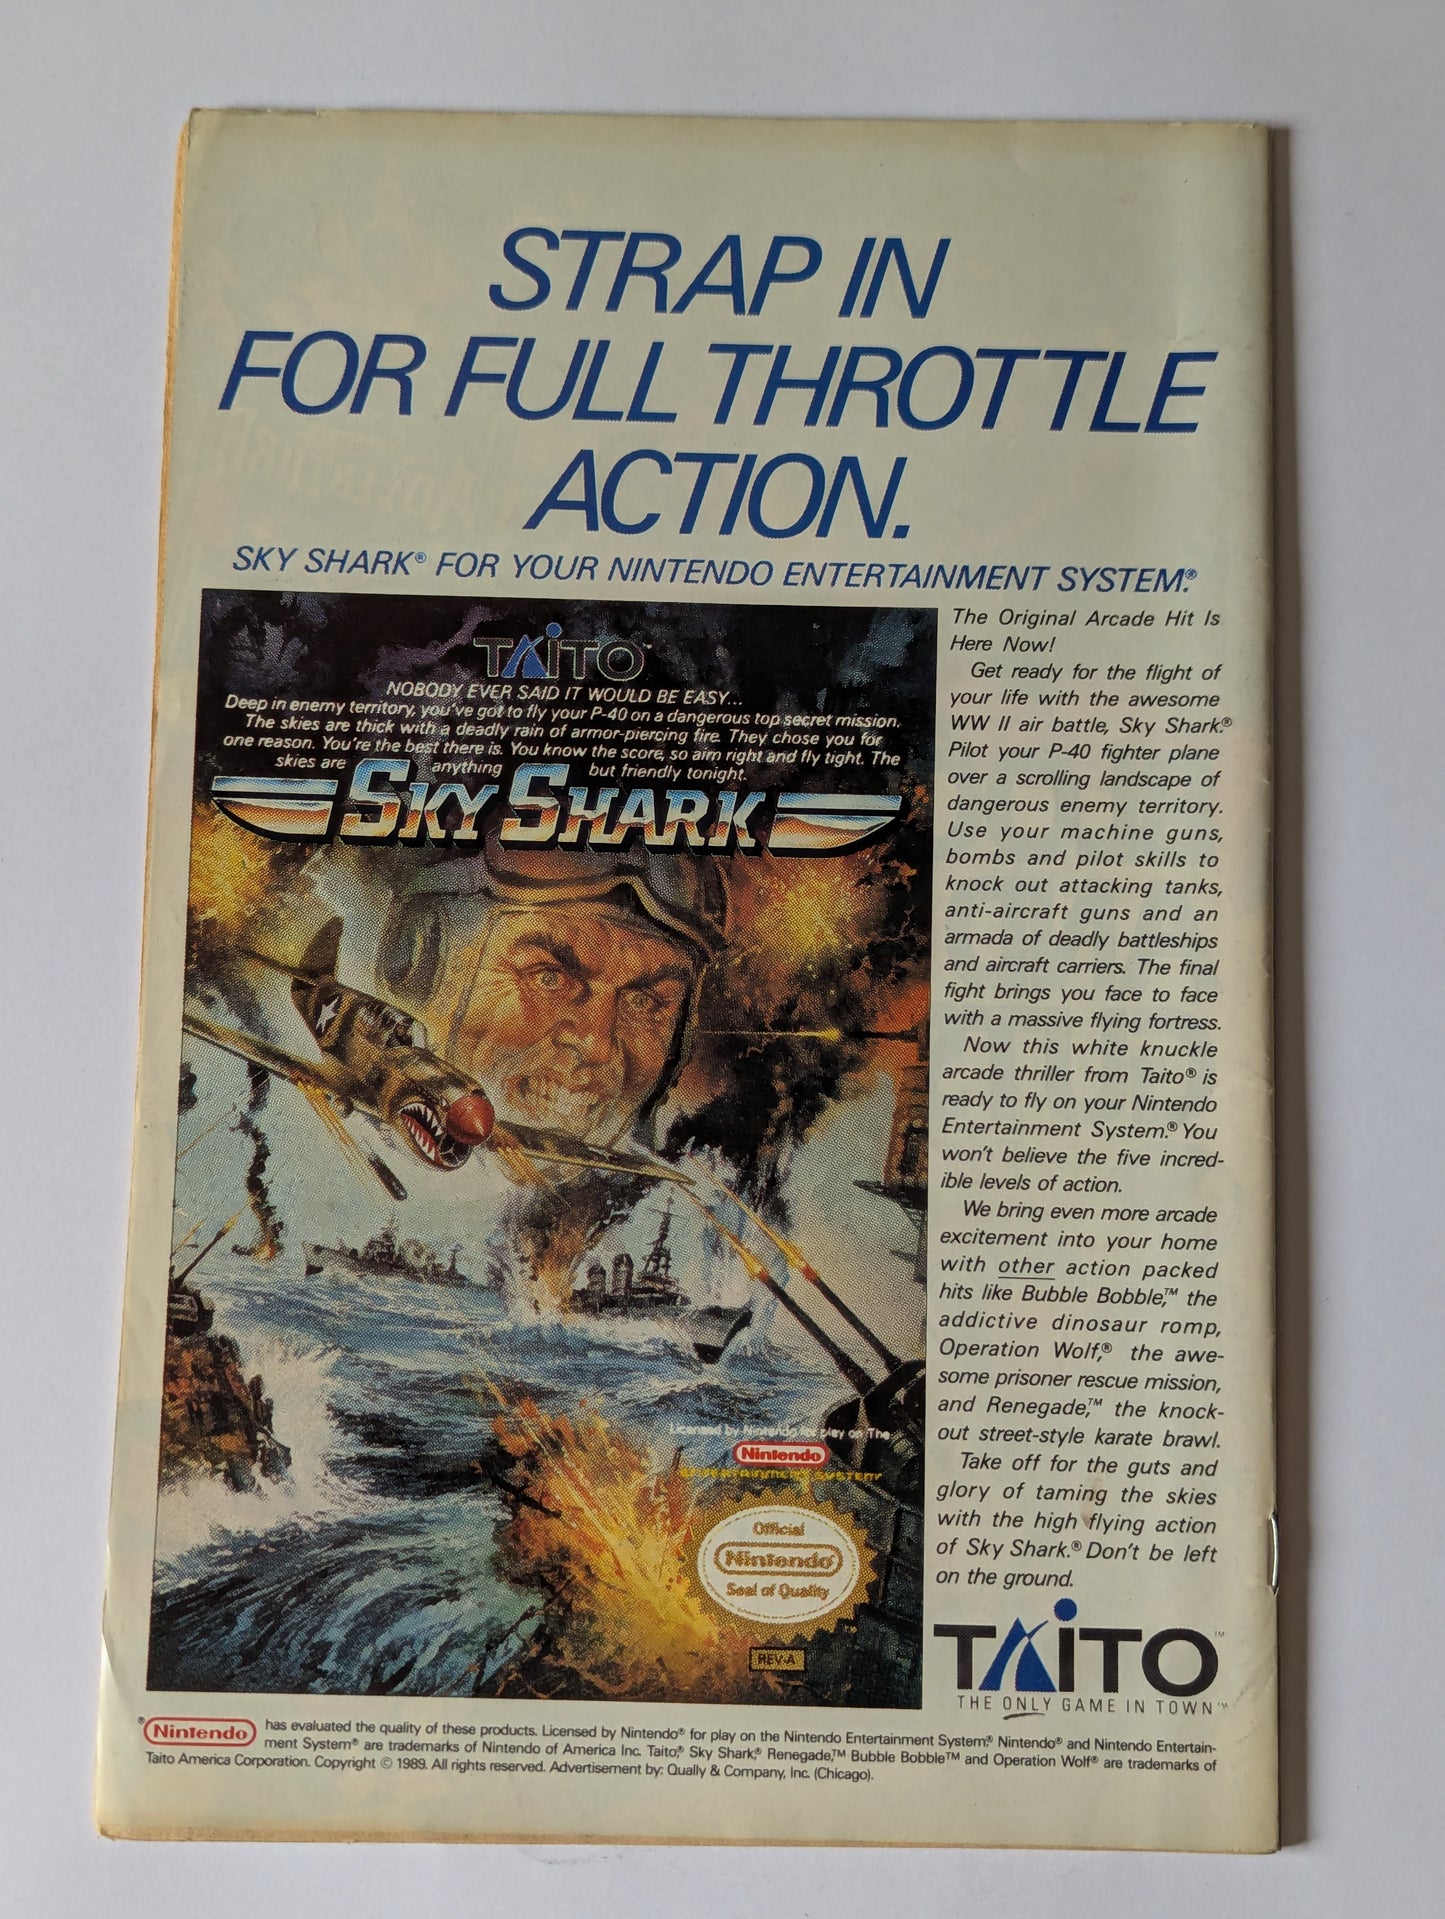 STRAP IN
FOR FULL THROTTLE
ACTION.
SKY SHARK® FOR YOUR NINTENDO ENTERTAINMENT SYSTEM.®
TAITO™
NOBODY EVER SAID IT WOULD BE EASY...
Deep in enemy territory, you've got to fly your P-40 on a dangerous top secret mission.
The skies are thick with a deadly rain of armor-piercing fire. They chose you for
one reason. You're the best there is. You know the score, so aim right and fly tight. The
skies are anything but friendly tonight.
SKY SHARK
Licensed by Nintendo for play on The
Nintendo
ENTERTAINMENT SYSTEM
Official
Nintendo
Seal of Quality
REV-A
The Original Arcade Hit Is
Here Now!
Get ready for the flight of
your life with the awesome
WW II air battle, Sky Shark.®
Pilot your P-40 fighter plane
over a scrolling landscape of
dangerous enemy territory.
Use your machine guns,
bombs and pilot skills to
knock out attacking tanks,
anti-aircraft guns and an
armada of deadly battleships
and aircraft carriers. The final
fight brings you face to face
with a massive flying fortress.
Now this white knuckle
arcade thriller from Taito® is
ready to fly on your Nintendo
Entertainment System.® You
won't believe the five incred-
ible levels of action.
We bring even more arcade
excitement into your home
with other action packed
hits like Bubble Bobble,™ the
addictive dinosaur romp,
Operation Wolf,® the awe-
some prisoner rescue mission,
and Renegade,™ the knock-
out street-style karate brawl.
Take off for the guts and
glory of taming the skies
with the high flying action
of Sky Shark.® Don't be left
on the ground.
TAITO™
THE ONLY GAME IN TOWN™
®Nintendo has evaluated the quality of these products. Licensed by Nintendo® for play on the Nintendo Entertainment System.® Nintendo® and Nintendo Entertain-
ment System® are trademarks of Nintendo of America Inc. Taito,® Sky Shark,® Renegade,™ Bubble Bobble™ and Operation Wolf® are trademarks of
Taito America Corporation. Copyright © 1989. All rights reserved. Advertisement by: Qually & Company, Inc. (Chicago).